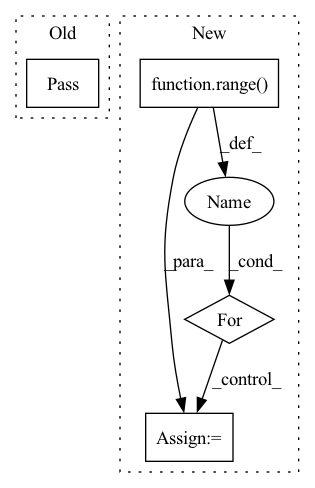 Old
New
Pass
function.range()
_def_
Name
_para_
_cond_
For
_control_
Assign:=